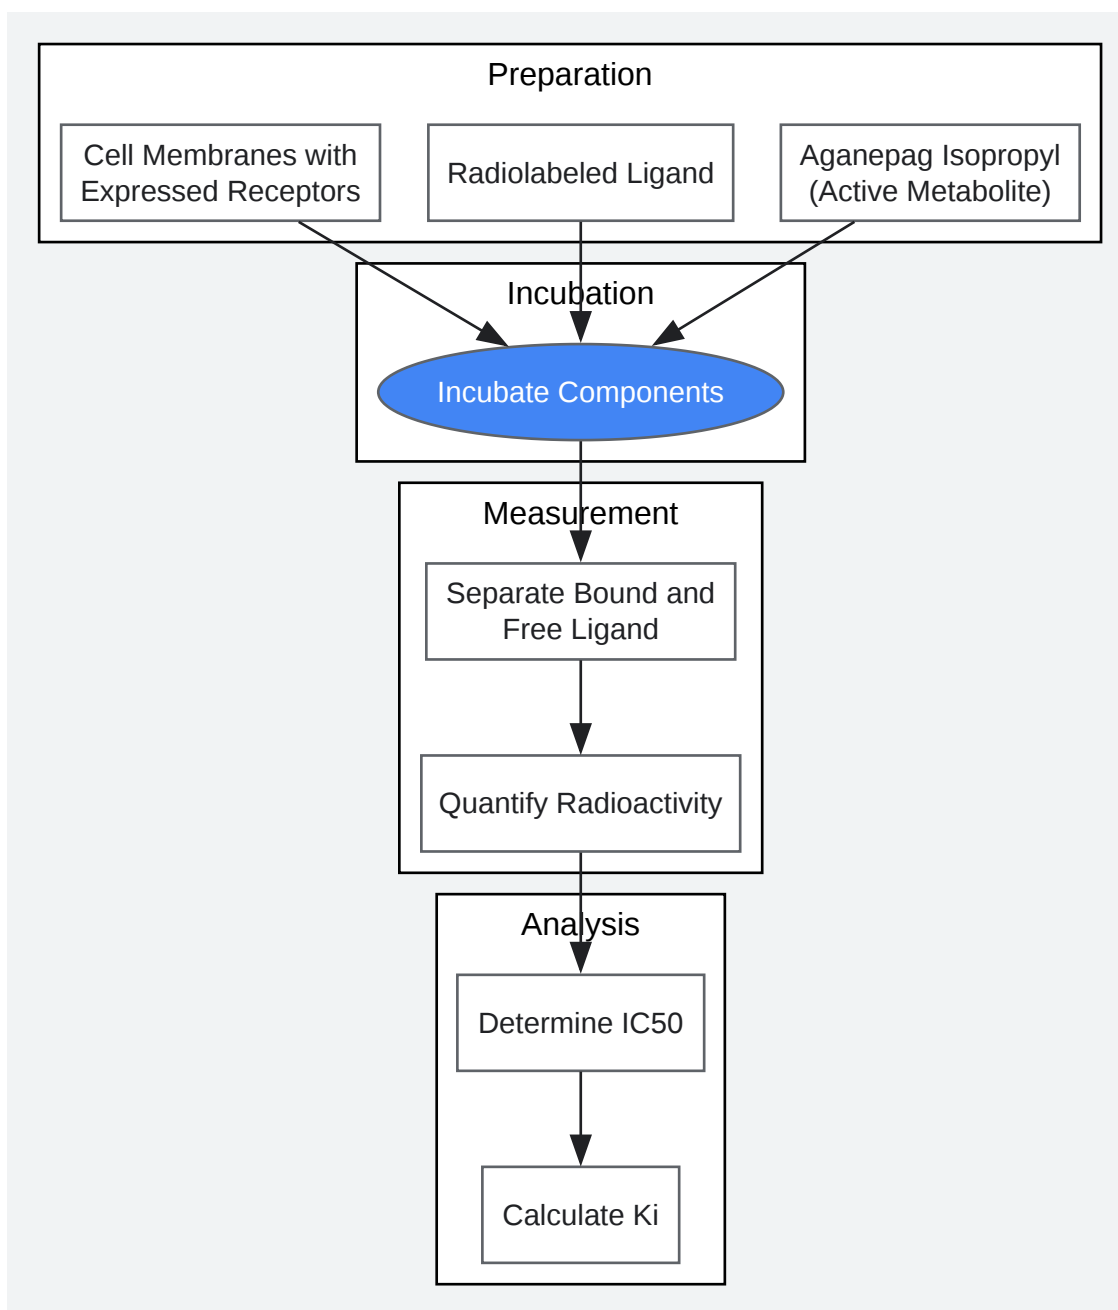 Preparation
Cell Membranes with
Expressed Receptors
Radiolabeled Ligand
Aganepag Isopropyl
(Active Metabolite)
Incubation
Incubate Components
Measurement
Separate Bound and
Free Ligand
Quantify Radioactivity
Analysis
Determine IC50
Calculate Ki